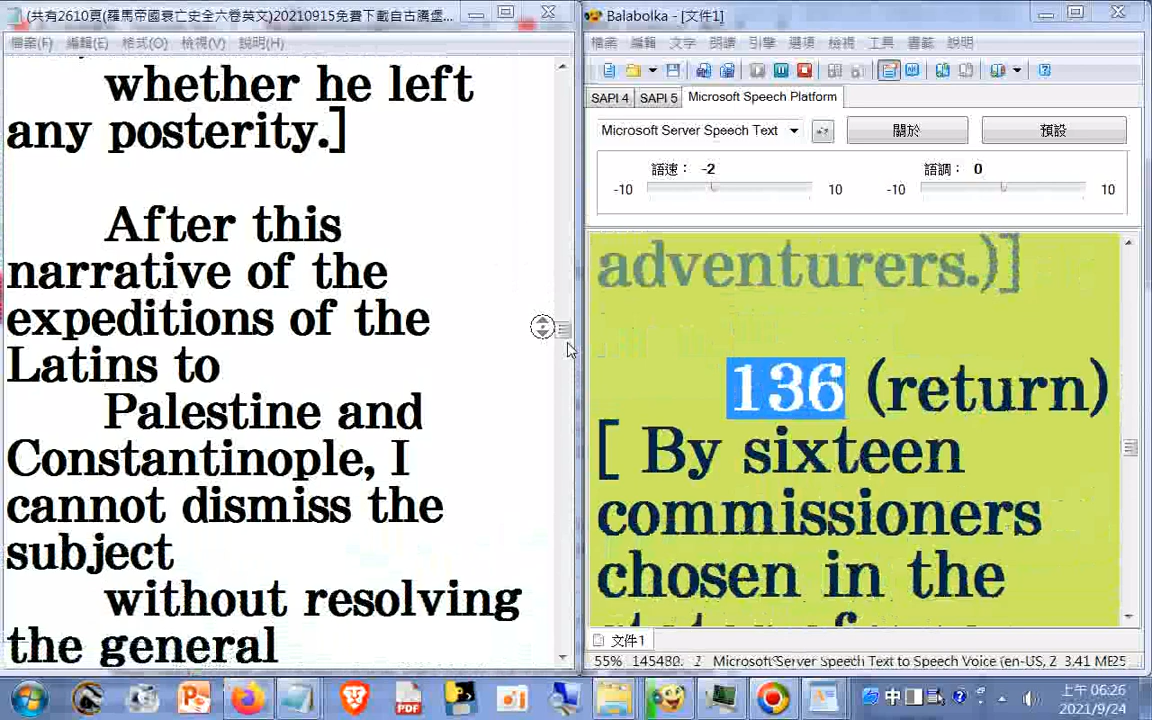 (共有2610頁(羅馬帝國衰亡史全六卷英文)20210915免費下載自古騰堡...
檔案(F) 編輯(E) 格式(O) 檢視(V) 說明(H)
whether he left
any posterity.]
After this
narrative of the
expeditions of the
Latins to
Palestine and
Constantinople, I
cannot dismiss the
subject
without resolving
the general
Balabolka - [文件1]
檔案 編輯 文字 朗讀 引擎 選項 檢視 工具 書籤 說明
SAPI 4 SAPI 5 Microsoft Speech Platform
Microsoft Server Speech Text 關於 預設
語速: -2 語調: 0
-10 10 -10 10
adventurers.)]
136 (return)
[ By sixteen
commissioners
chosen in the
文件1
55% 145480. 2 Microsoft Server Speech Text to Speech Voice (en-US, Z 3.41 ME25
PDF
中
上午 06:26
2021/9/24